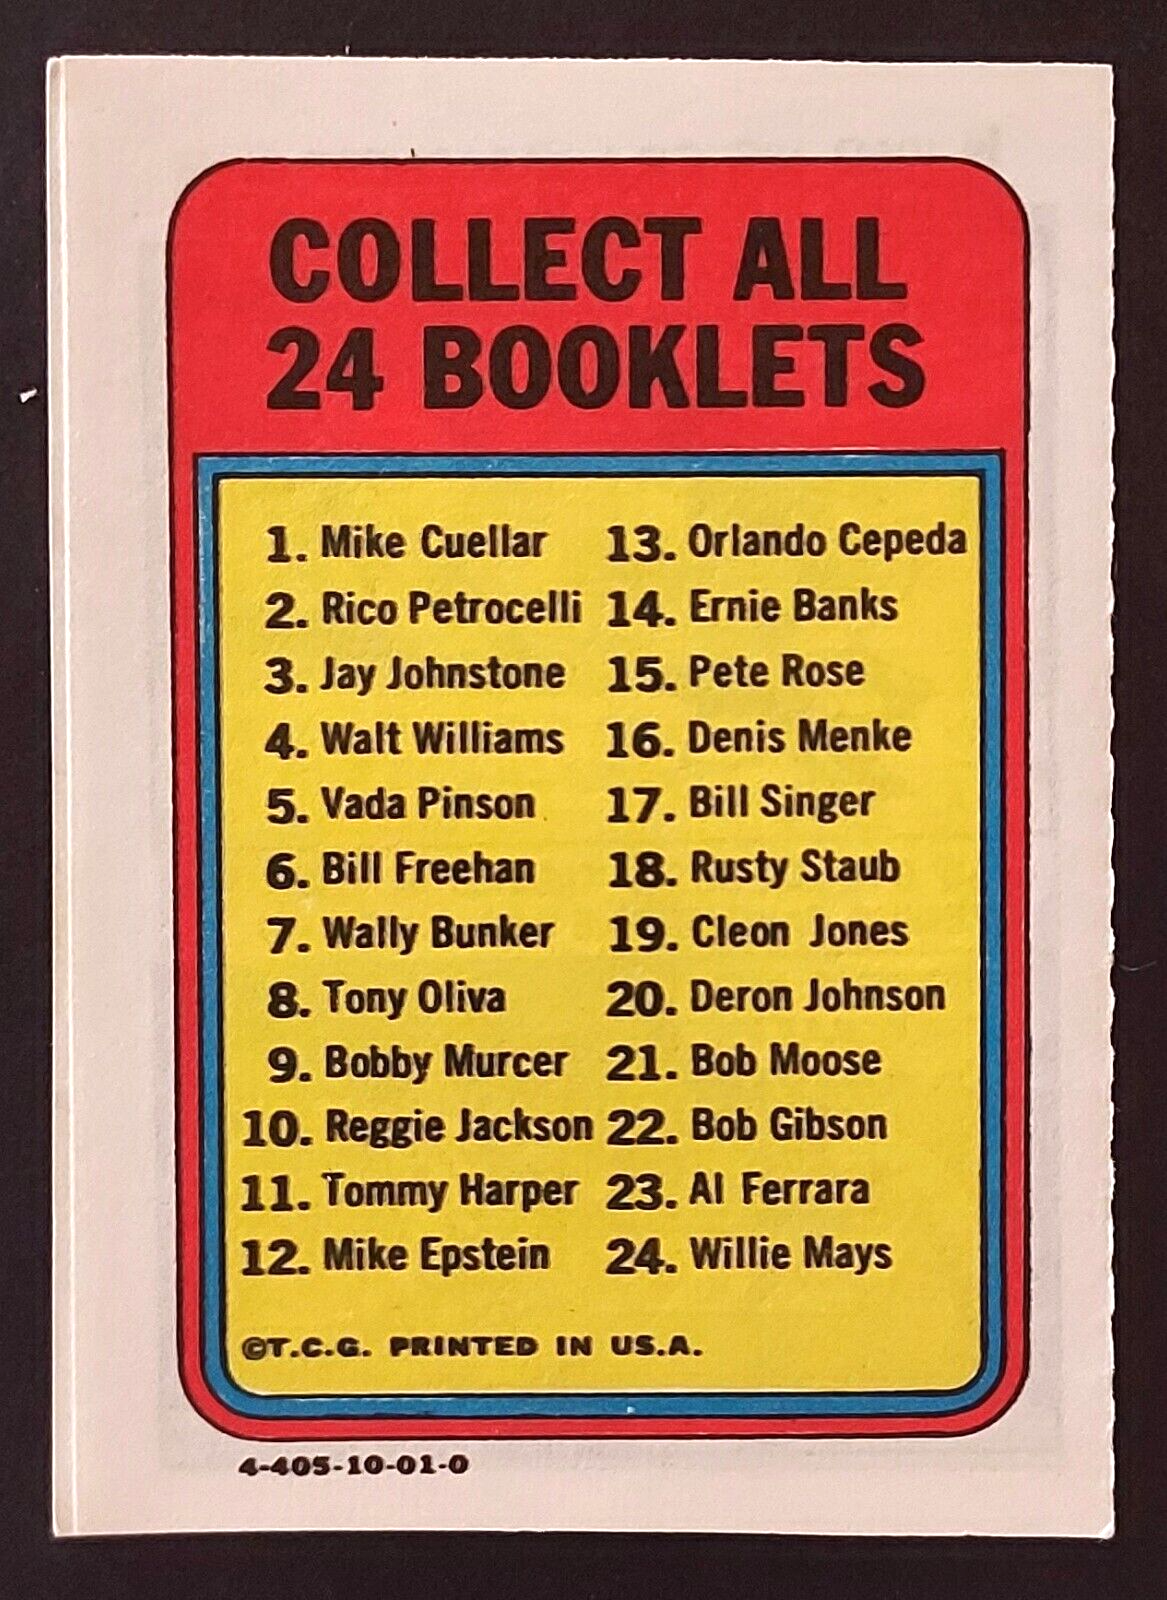 COLLECT ALL
24 BOOKLETS
1. Mike Cuellar
2. Rico Petrocelli
3. Jay Johnstone
4. Walt Williams
5. Vada Pinson
6. Bill Freehan
7. Wally Bunker
8. Tony Oliva
9. Bobby Murcer
10. Reggie Jackson
11. Tommy Harper
12. Mike Epstein
13. Orlando Cepeda
14. Ernie Banks
15. Pete Rose
16. Denis Menke
17. Bill Singer
18. Rusty Staub
19. Cleon Jones
20. Deron Johnson
21. Bob Moose
22. Bob Gibson
23. Al Ferrara
24. Willie Mays
©T.C.G. PRINTED IN US.A.
4-405-10-01-0